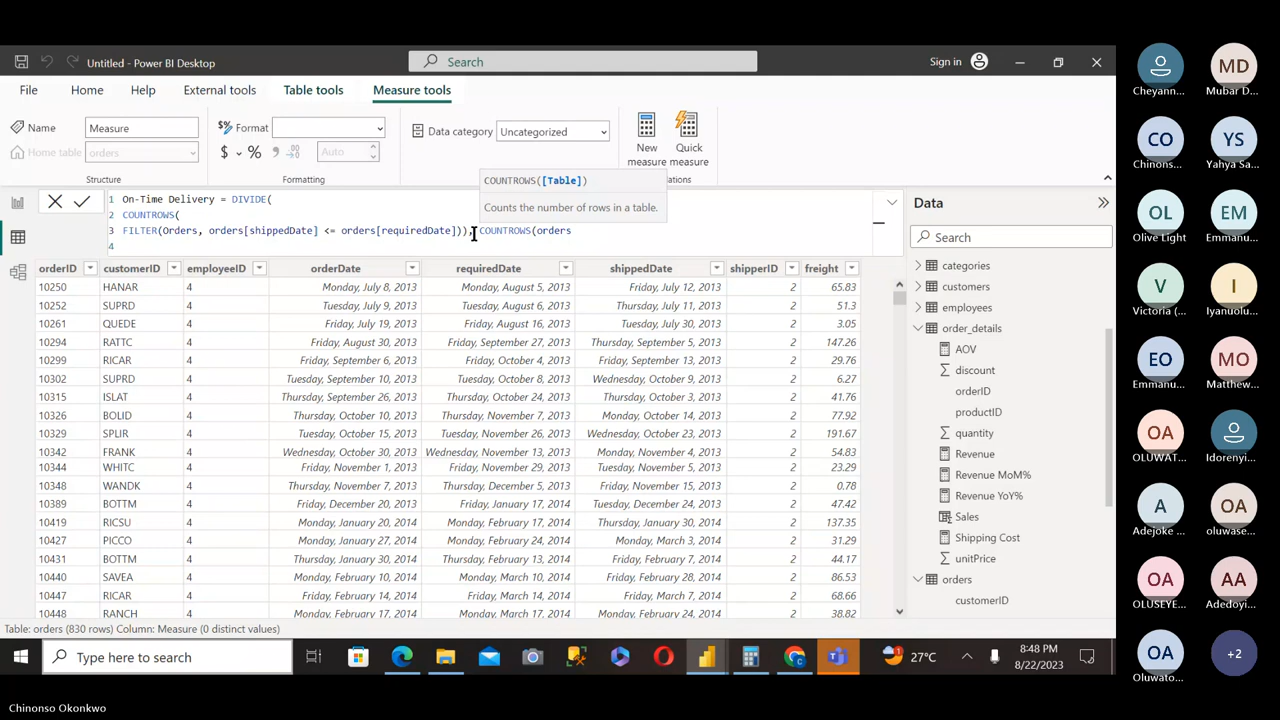 Untitled - Power BI Desktop
Search
Sign in
File
Home
Help
External tools
Table tools
Measure tools
Name
Measure
Home table
orders
Structure
$% Format
$ % 9
Auto
Formatting
Data category
Uncategorized
New
measure
Quick
measure
COUNTROWS([Table])
Counts the number of rows in a table.
1 On-Time Delivery = DIVIDE(
2 COUNTROWS(
3 FILTER(Orders, orders[shippedDate] <= orders[requiredDate])), COUNTROWS(orders
4
orderID customerID employeeID orderDate requiredDate shippedDate shipperID freight
10250 HANAR 4 Monday, July 8, 2013 Monday, August 5, 2013 Friday, July 12, 2013 2 65.83
10252 SUPRD 4 Tuesday, July 9, 2013 Tuesday, August 6, 2013 Thursday, July 11, 2013 2 51.3
10261 QUEDE 4 Friday, July 19, 2013 Friday, August 16, 2013 Tuesday, July 30, 2013 2 3.05
10294 RATTC 4 Friday, August 30, 2013 Friday, September 27, 2013 Thursday, September 5, 2013 2 147.26
10299 RICAR 4 Friday, September 6, 2013 Friday, October 4, 2013 Friday, September 13, 2013 2 29.76
10302 SUPRD 4 Tuesday, September 10, 2013 Tuesday, October 8, 2013 Wednesday, October 9, 2013 2 6.27
10315 ISLAT 4 Thursday, September 26, 2013 Thursday, October 24, 2013 Thursday, October 3, 2013 2 41.76
10326 BOLID 4 Thursday, October 10, 2013 Thursday, November 7, 2013 Monday, October 14, 2013 2 77.92
10329 SPLIR 4 Tuesday, October 15, 2013 Tuesday, November 26, 2013 Wednesday, October 23, 2013 2 191.67
10342 FRANK 4 Wednesday, October 30, 2013 Wednesday, November 13, 2013 Monday, November 4, 2013 2 54.83
10344 WHITC 4 Friday, November 1, 2013 Friday, November 29, 2013 Tuesday, November 5, 2013 2 23.29
10348 WANDK 4 Thursday, November 7, 2013 Thursday, December 5, 2013 Friday, November 15, 2013 2 0.78
10389 BOTTM 4 Friday, December 20, 2013 Friday, January 17, 2014 Tuesday, December 24, 2013 2 47.42
10419 RICSU 4 Monday, January 20, 2014 Monday, February 17, 2014 Thursday, January 30, 2014 2 137.35
10427 PICCO 4 Monday, January 27, 2014 Monday, February 24, 2014 Monday, March 3, 2014 2 31.29
10431 BOTTM 4 Thursday, January 30, 2014 Thursday, February 13, 2014 Friday, February 7, 2014 2 44.17
10440 SAVEA 4 Monday, February 10, 2014 Monday, March 10, 2014 Friday, February 28, 2014 2 86.53
10447 RICAR 4 Friday, February 14, 2014 Friday, March 14, 2014 Friday, March 7, 2014 2 68.66
10448 RANCH 4 Monday, February 17, 2014 Monday, March 17, 2014 Monday, February 24, 2014 2 38.82
Table: orders (830 rows) Column: Measure (0 distinct values)
Data
Search
categories
customers
employees
order_details
AOV
discount
orderID
productID
quantity
Revenue
Revenue MoM%
Revenue YoY%
Sales
Shipping Cost
unitPrice
orders
customerID
Type here to search
27°C
8:48 PM
8/22/2023
Cheyann...
MD
Mubar D...
CO
Chinons...
YS
Yahya Sa...
OL
Olive Light
EM
Emmanu...
V
Victoria (...
I
Iyanuolu...
EO
Emmanu...
MO
Matthew...
OA
OLUWAT...
Idorenyi...
A
Adejoke ...
OA
oluwase...
OA
OLUSEYE...
AA
Adedoyi...
OA
Oluwato...
+2
Chinonso Okonkwo